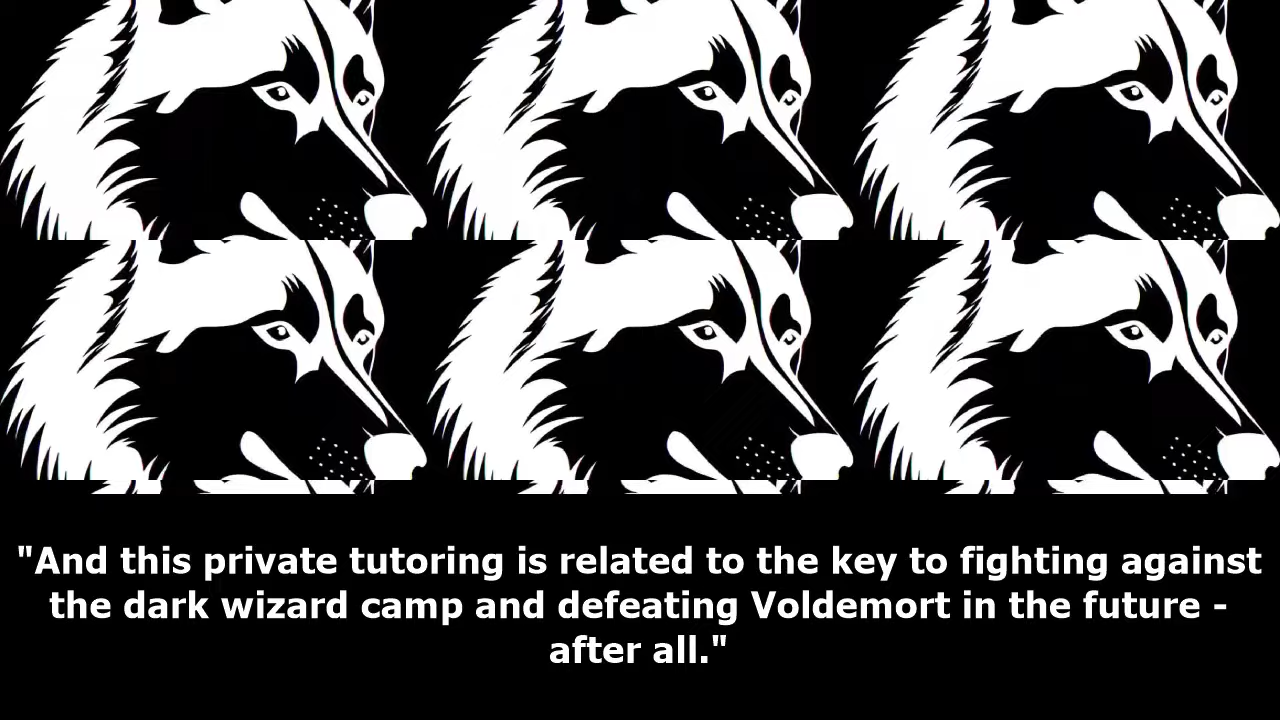 "And this private tutoring is related to the key to fighting against
the dark wizard camp and defeating Voldemort in the future -
after all."